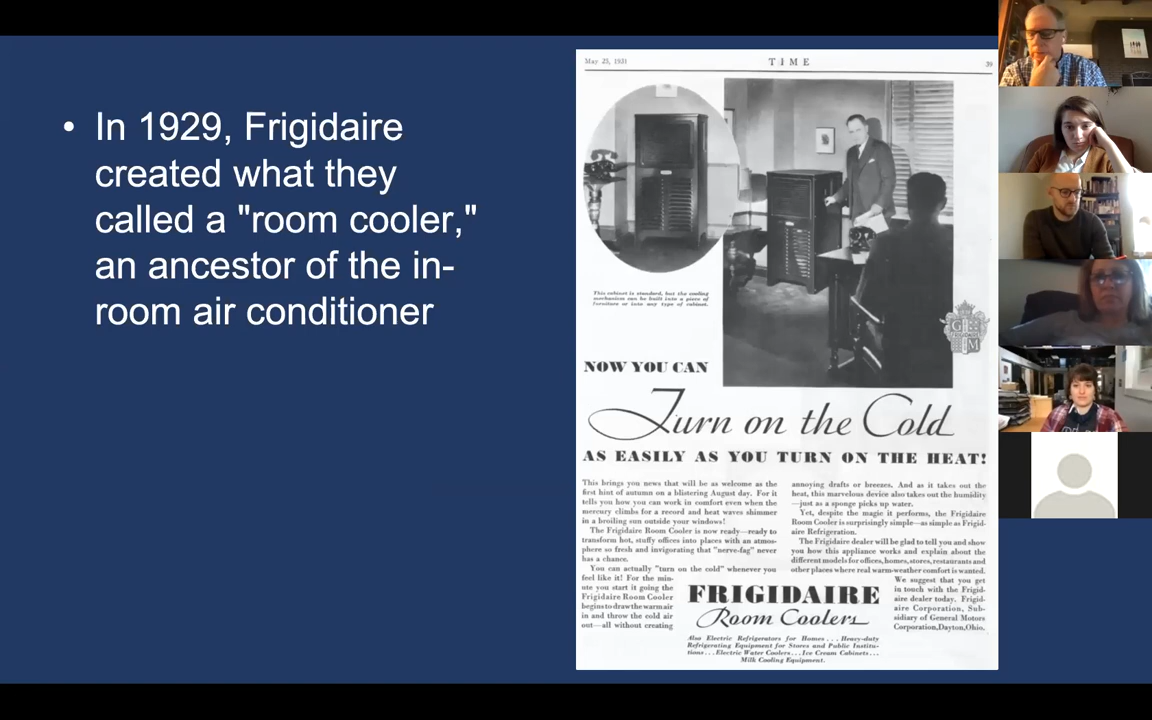 • In 1929, Frigidaire
created what they
called a "room cooler,"
an ancestor of the in-
room air conditioner
May 25, 1931
TIME
39
This cabinet is standard, but the cooling
mechanism can be built into a piece of
furniture or into any type of cabinet.
G M
FRIGIDAIRE
NOW YOU CAN
Turn on the Cold
AS EASILY AS YOU TURN ON THE HEAT!
This brings you news that will be as welcome as the
first hint of autumn on a blistering August day. For it
tells you how you can work in comfort even when the
mercury climbs for a record and heat waves shimmer
in a broiling sun outside your windows!
The Frigidaire Room Cooler is now ready—ready to
transform hot, stuffy offices into places with an atmos-
phere so fresh and invigorating that "nerve-fag" never
has a chance.
You can actually "turn on the cold" whenever you
feel like it! For the min-
ute you start it going the
Frigidaire Room Cooler
begins to draw the warm air
in and throw the cold air
out—all without creating
annoying drafts or breezes. And as it takes out the
heat, this marvelous device also takes out the humidity
—just as a sponge picks up water.
Yet, despite the magic it performs, the Frigidaire
Room Cooler is surprisingly simple—as simple as Frigid-
aire Refrigeration.
The Frigidaire dealer will be glad to tell you and show
you how this appliance works and explain about the
different models for offices, homes, stores, restaurants and
other places where real warm-weather comfort is wanted.
We suggest that you get
in touch with the Frigid-
aire dealer today. Frigid-
aire Corporation, Sub-
sidiary of General Motors
Corporation, Dayton, Ohio.
FRIGIDAIRE
Room Coolers
Also Electric Refrigerators for Homes . . . Heavy-duty
Refrigerating Equipment for Stores and Public Institu-
tions . . . Electric Water Coolers . . . Ice Cream Cabinets . . .
Milk Cooling Equipment.